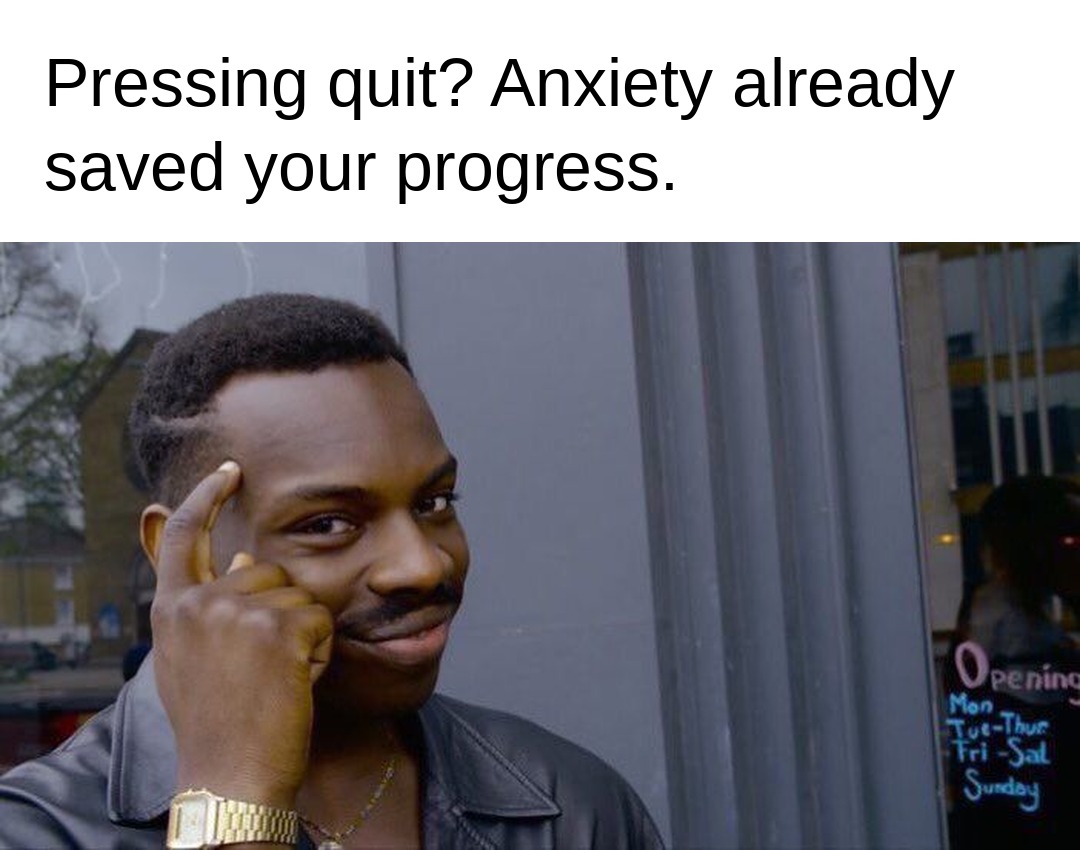 Pressing quit? Anxiety already
saved your progress.
Opening
Mon
Tue-Thur
Fri -Sat
Sunday